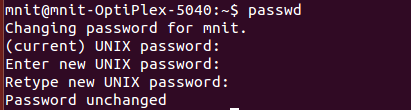 mnit@mnit-OptiPlex-5040:~$ passwd
Changing password for mnit.
(current) UNIX password:
Enter new UNIX password:
Retype new UNIX password:
Password unchanged